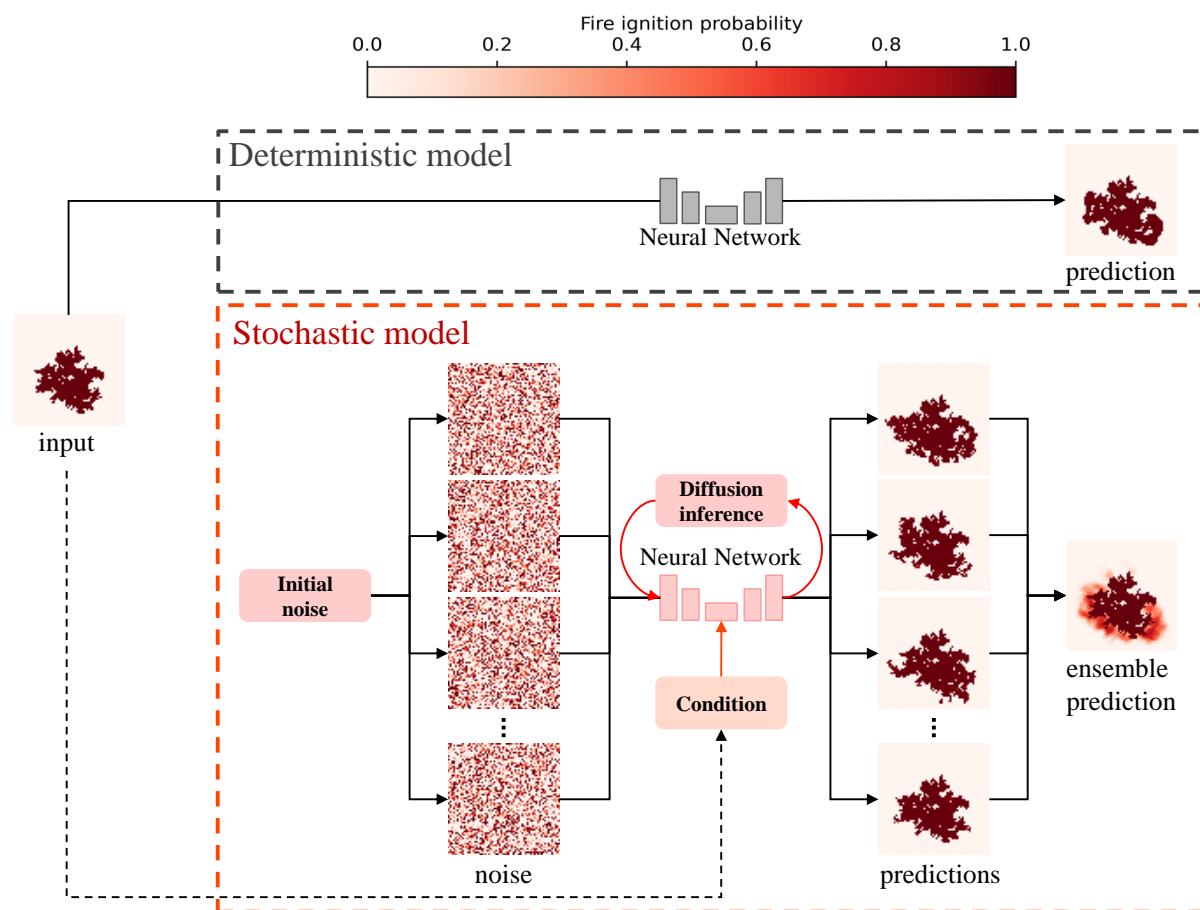 Fire ignition probability
0.0 0.2 0.4 0.6 0.8 1.0
Deterministic model
Neural Network
prediction
Stochastic model
input
Diffusion
inference
Neural Network
Initial
noise
Condition
ensemble
prediction
noise
predictions